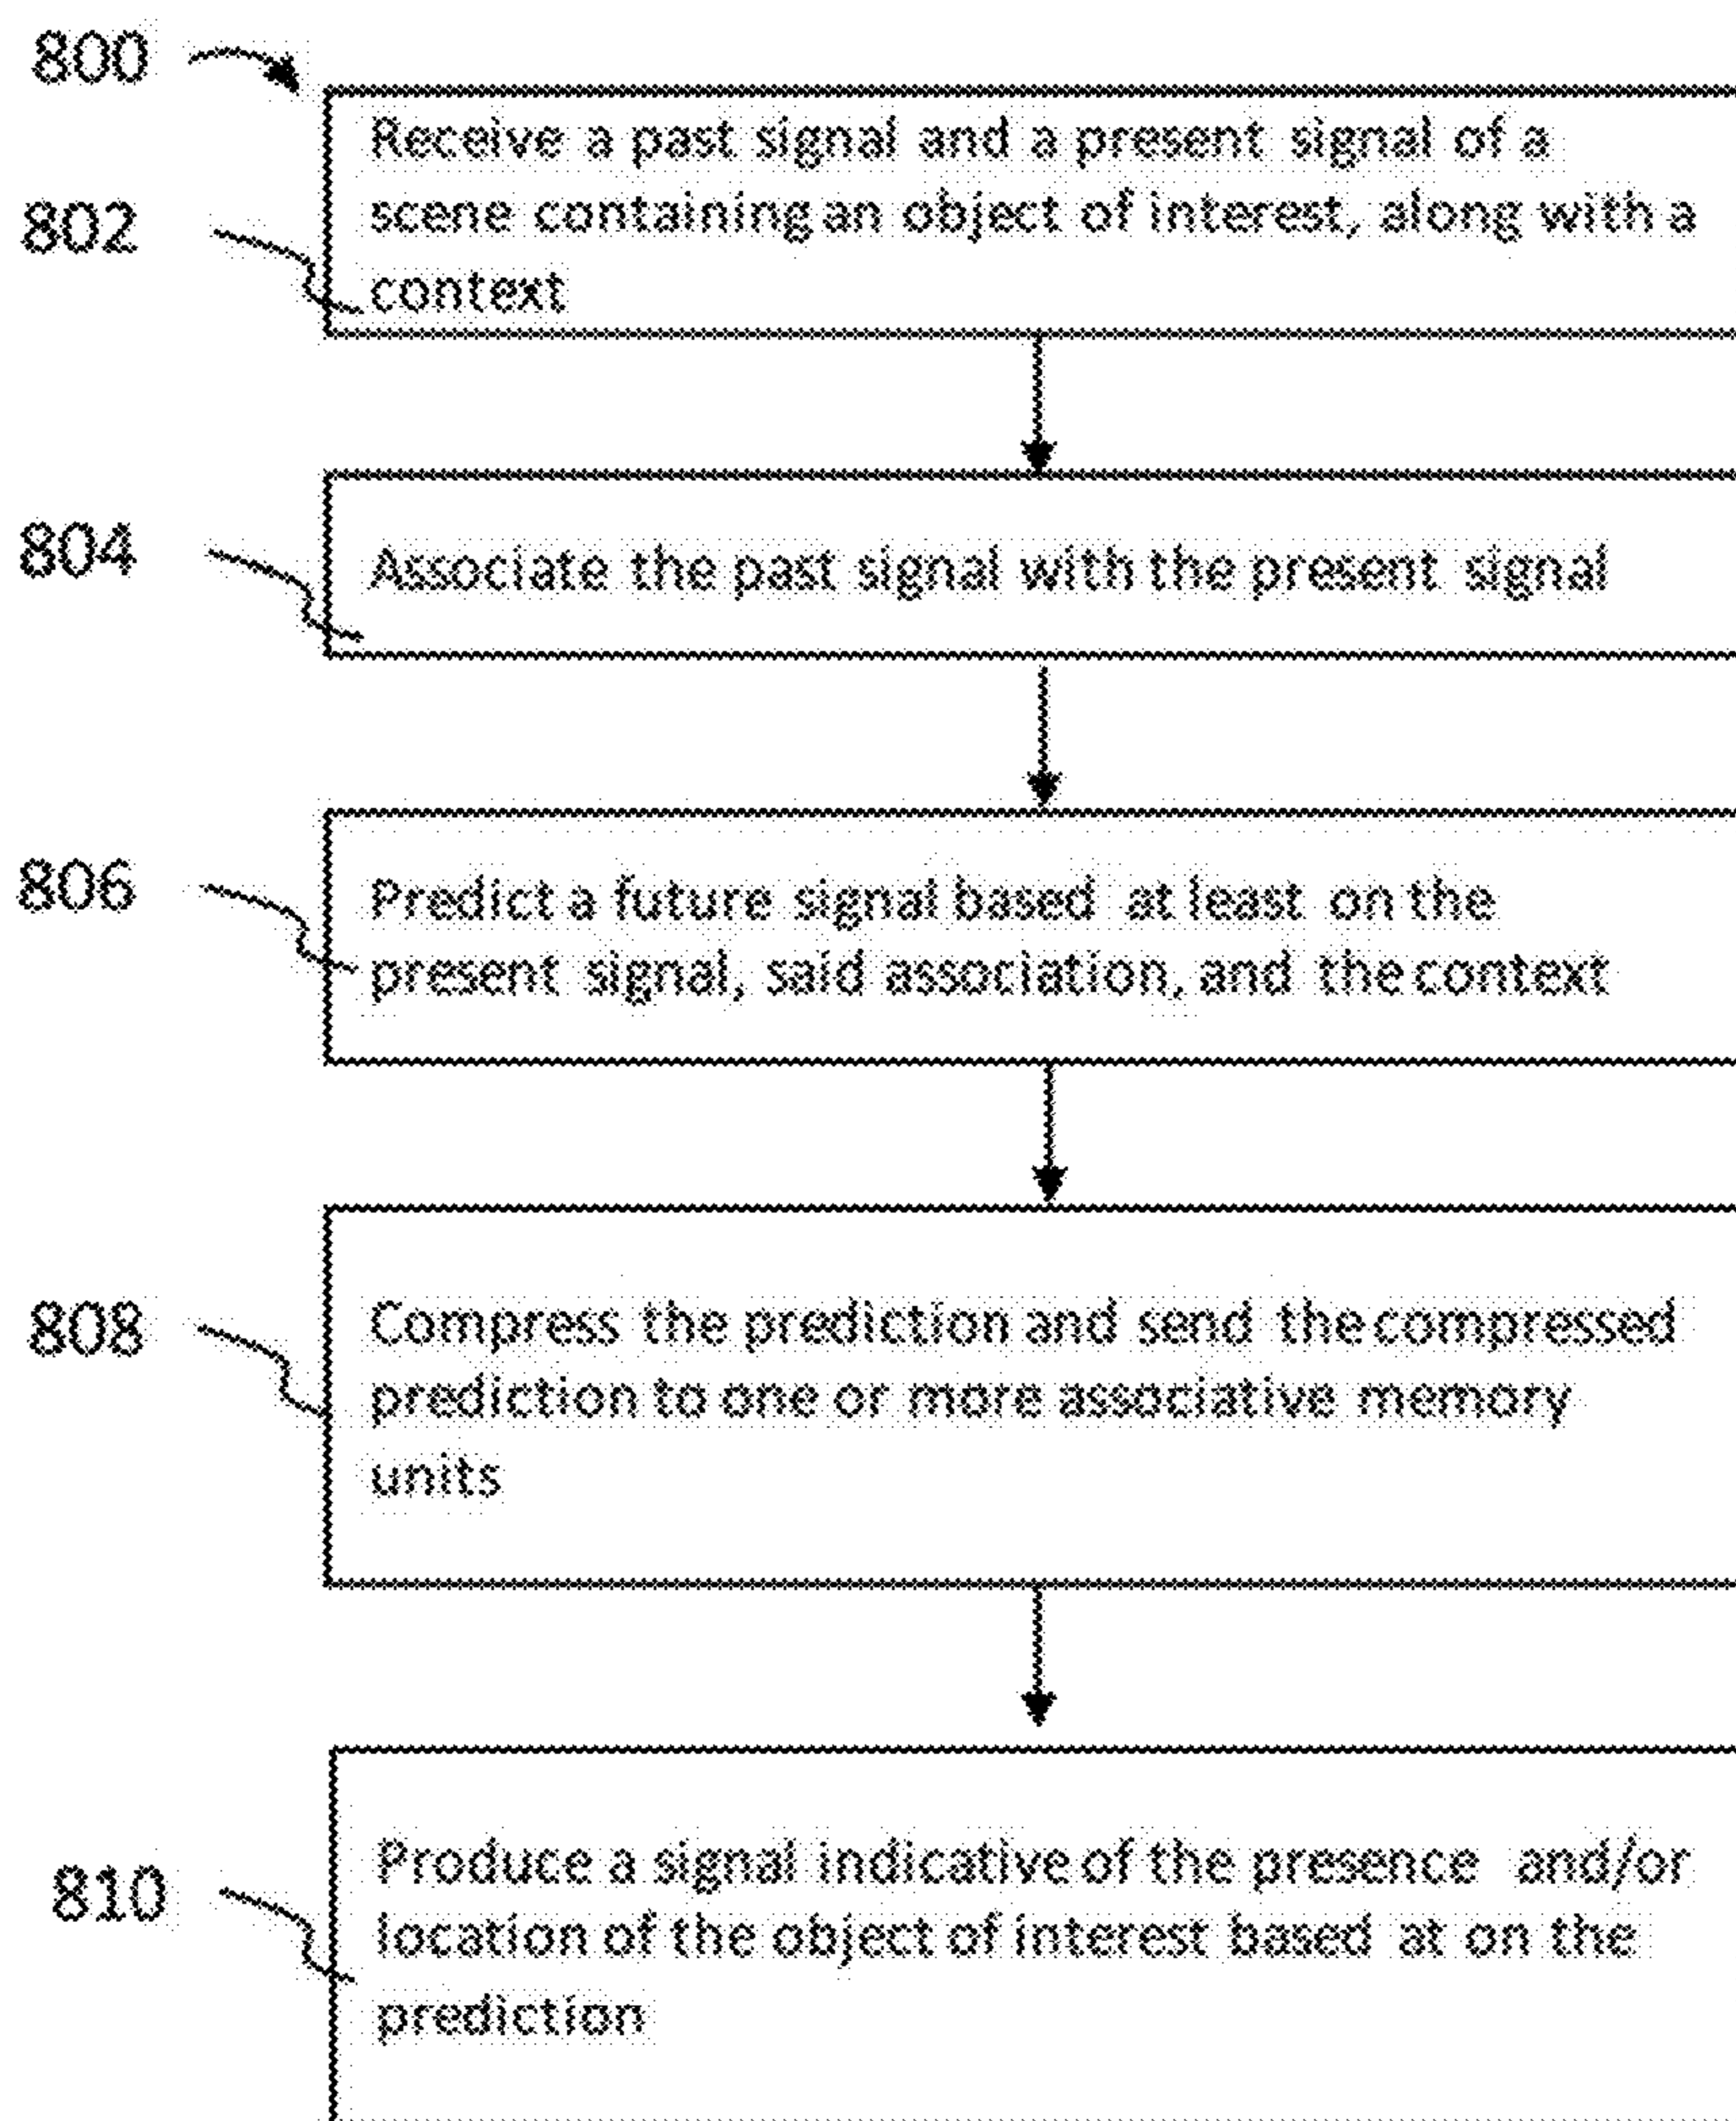 800
Receive a past signal and a present signal of a
802
scene containing an object of interest, along with a
context
804
Associate the past signal with the present signal
806
Predict a future signal based at least on the
present signal, said association, and the context
808
Compress the prediction and send the compressed
prediction to one or more associative memory
units
810
Produce a signal indicative of the presence and/or
location of the object of interest based at on the
prediction